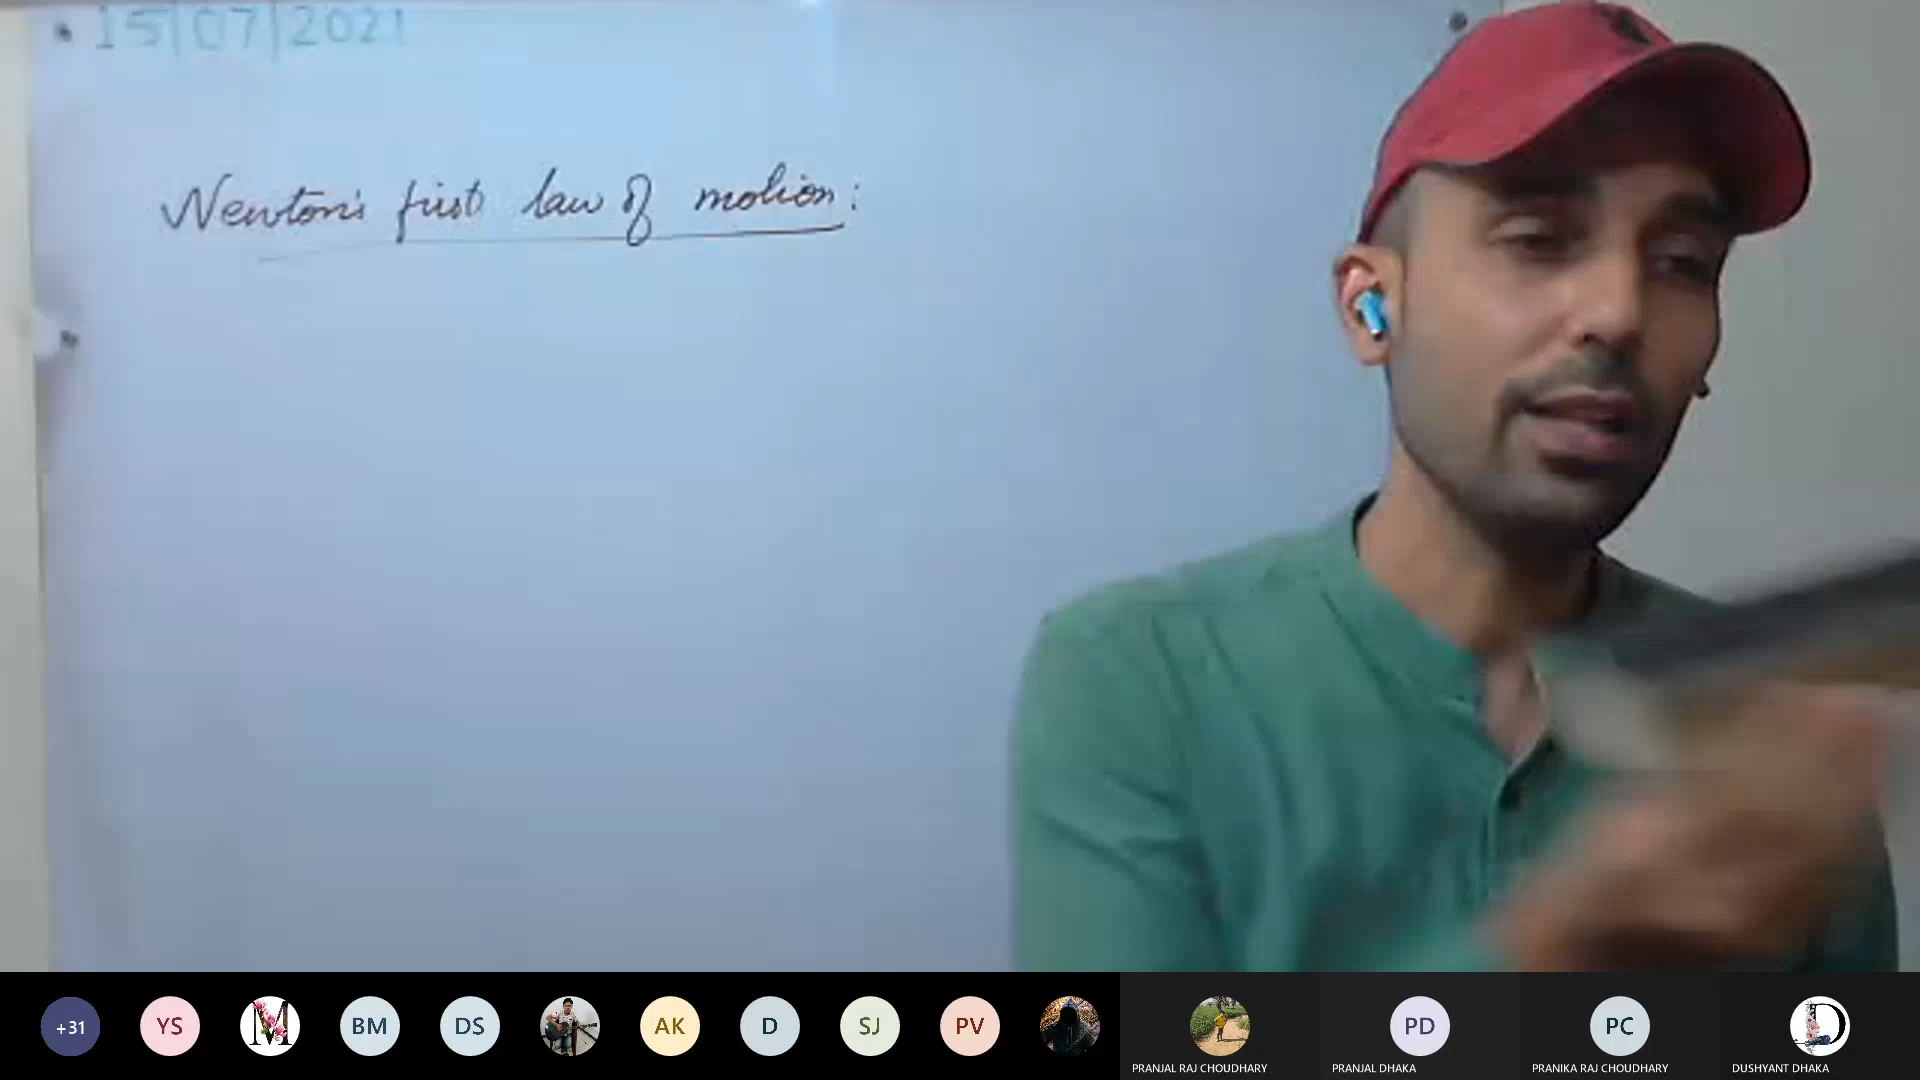 15|07|2021
Newton's first law of motion:
+31
YS
M
BM
DS
AK
D
SJ
PV
PD
PC
D
PRANJAL RAJ CHOUDHARY
PRANJAL DHAKA
PRANIKA RAJ CHOUDHARY
DUSHYANT DHAKA